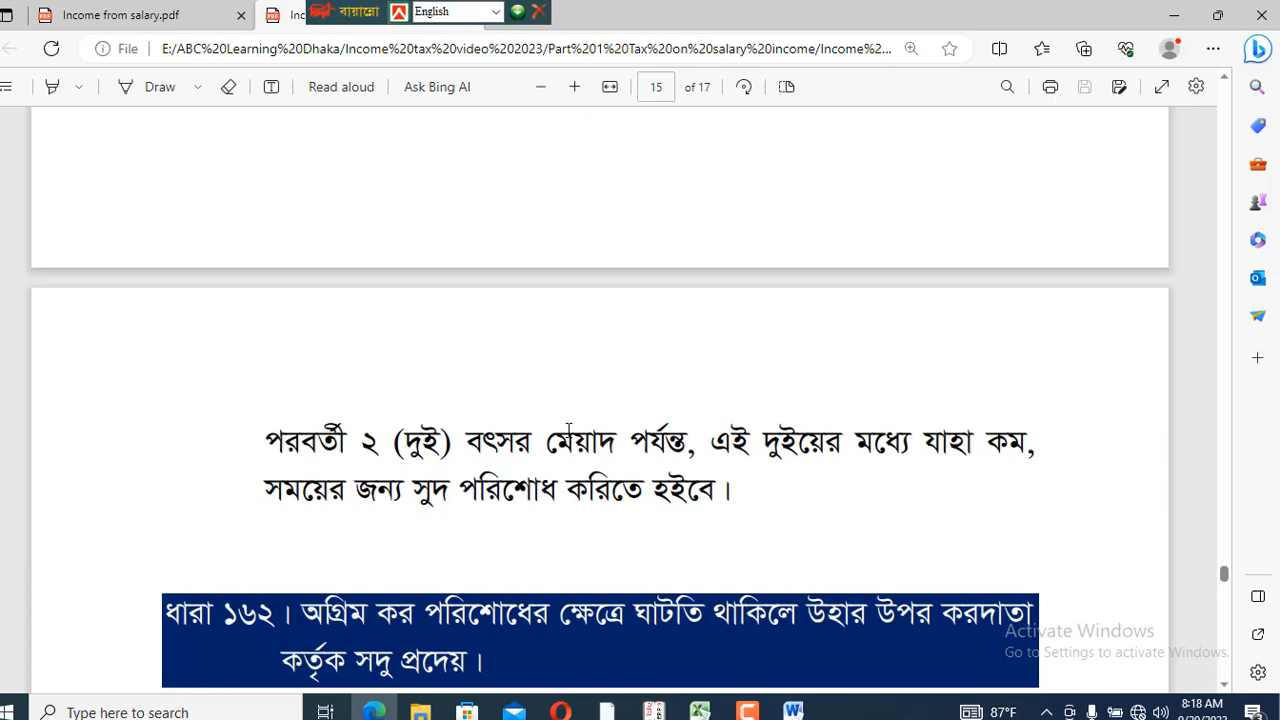 Income from salary.pdf
Inc
বায়ান্নো
English
File
E:/ABC%20Learning%20Dhaka/Income%20tax%20video%202023/Part%201%20Tax%20on%20salary%20income/Income%2...
Draw
Read aloud
Ask Bing AI
15
of 17
পরবর্তী ২ (দুই) বৎসর মেয়াদ পর্যন্ত, এই দুইয়ের মধ্যে যাহা কম,
সময়ের জন্য সুদ পরিশোধ করিতে হইবে।
ধারা ১৬২। অগ্রিম কর পরিশোধের ক্ষেত্রে ঘাটতি থাকিলে উহার উপর করদাতা
কর্তৃক সদু প্রদেয়।
Activate Windows
Go to Settings to activate Windows.
Type here to search
87°F
8:18 AM